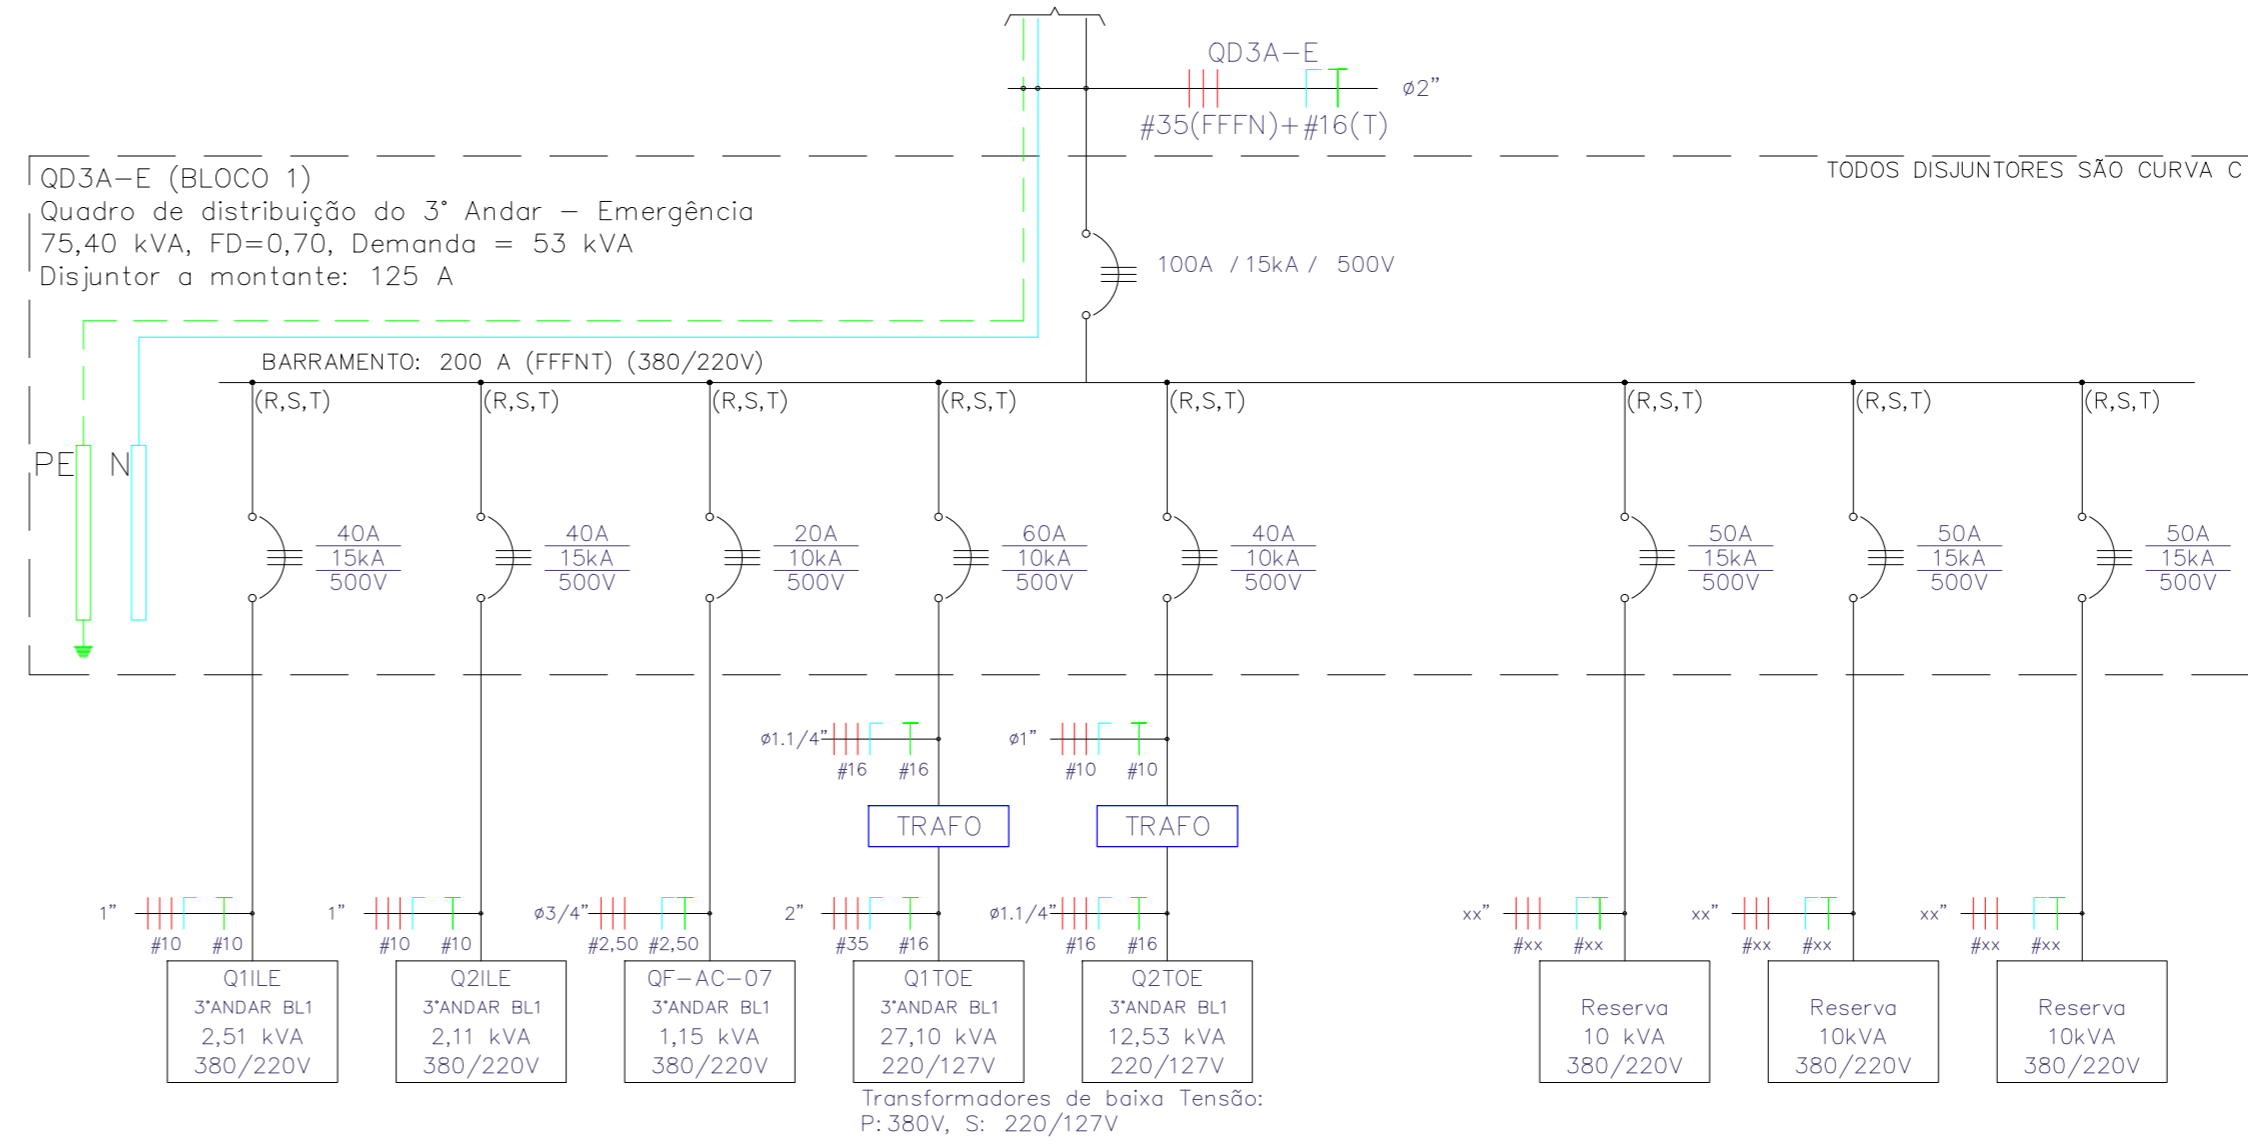 QD3A-E
ø2"
#35(FFFN)+#16(T)
TODOS DISJUNTORES SÃO CURVA C
QD3A-E (BLOCO 1)
Quadro de distribuição do 3° Andar - Emergência
75,40 kVA, FD=0,70, Demanda = 53 kVA
Disjuntor a montante: 125 A
100A /15kA/ 500V
BARRAMENTO: 200 A (FFFNT) (380/220V)
(R,S,T) (R,S,T) (R,S,T) (R,S,T) (R,S,T) (R,S,T) (R,S,T) (R,S,T)
PE N
40A 40A 20A 60A 40A 50A 50A 50A
15kA 15kA 10kA 10kA 10kA 15kA 15kA 15kA
500V 500V 500V 500V 500V 500V 500V 500V
ø1.1/4" ø1"
#16 #16 #10 #10
TRAFO TRAFO
1" 1" ø3/4" 2" ø1.1/4" xx" xx" xx"
#10 #10 #10 #10 #2,50 #2,50 #35 #16 #16 #16 #xx #xx #xx #xx #xx #xx
Q1ILE
3°ANDAR BL1
2,51 kVA
380/220V
Q2ILE
3°ANDAR BL1
2,11 kVA
380/220V
QF-AC-07
3°ANDAR BL1
1,15 kVA
380/220V
Q1TOE
3°ANDAR BL1
27,10 kVA
220/127V
Q2TOE
3°ANDAR BL1
12,53 kVA
220/127V
Reserva
10 kVA
380/220V
Reserva
10kVA
380/220V
Reserva
10kVA
380/220V
Transformadores de baixa Tensão:
P:380V, S: 220/127V